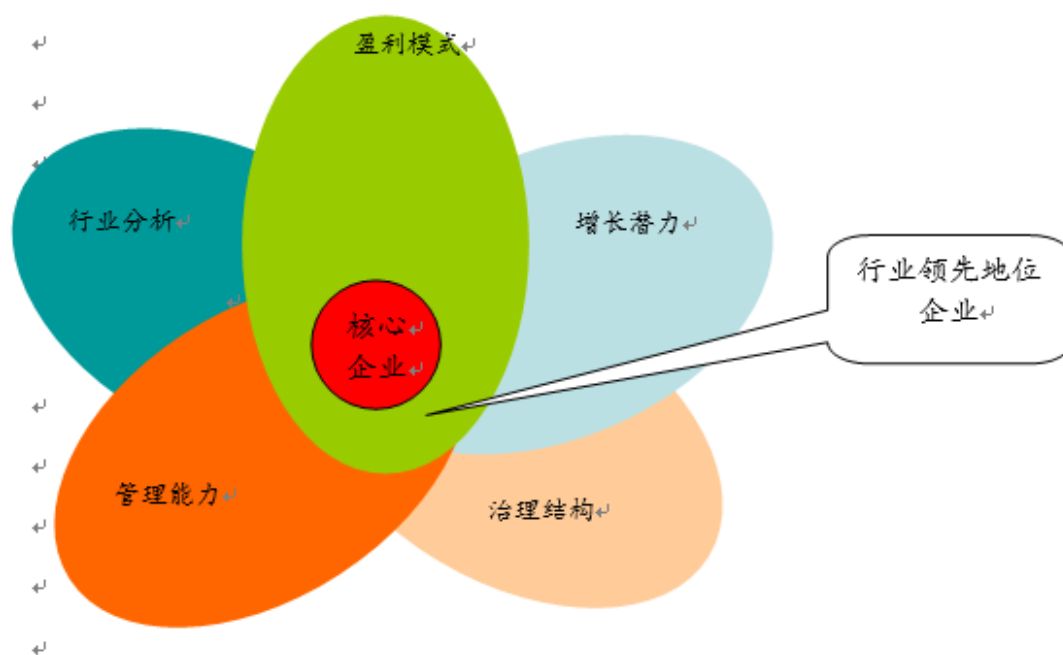 盈利模式
行业分析
增长潜力
行业领先地位
企业
核心
企业
管理能力
治理结构